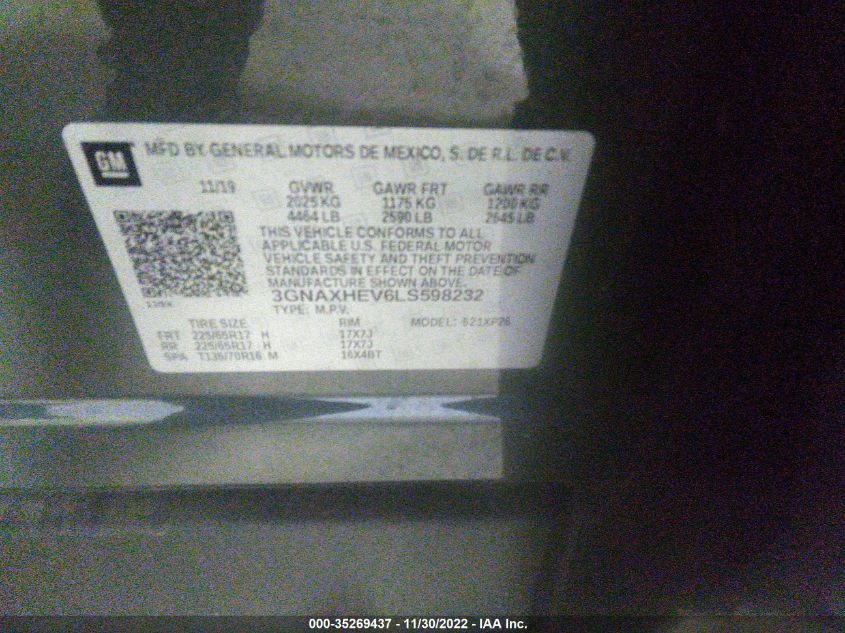 GM
MFD BY GENERAL MOTORS DE MEXICO, S. DE R.L. DE C.V.
11/19 GVWR GAWR FRT GAWR RR
2025 KG 1175 KG 1200 KG
4464 LB 2590 LB 2645 LB
THIS VEHICLE CONFORMS TO ALL
APPLICABLE U.S. FEDERAL MOTOR
VEHICLE SAFETY AND THEFT PREVENTION
STANDARDS IN EFFECT ON THE DATE OF
MANUFACTURE SHOWN ABOVE.
3GNAXHEV6LS598232
TYPE: M.P.V.
TIRE SIZE RIM MODEL: 621XP26
FRT 225/65R17 H 17X7J
RR 225/65R17 H 17X7J
SPA T135/70R16 M 16X4BT
000-35269437 - 11/30/2022 - IAA Inc.